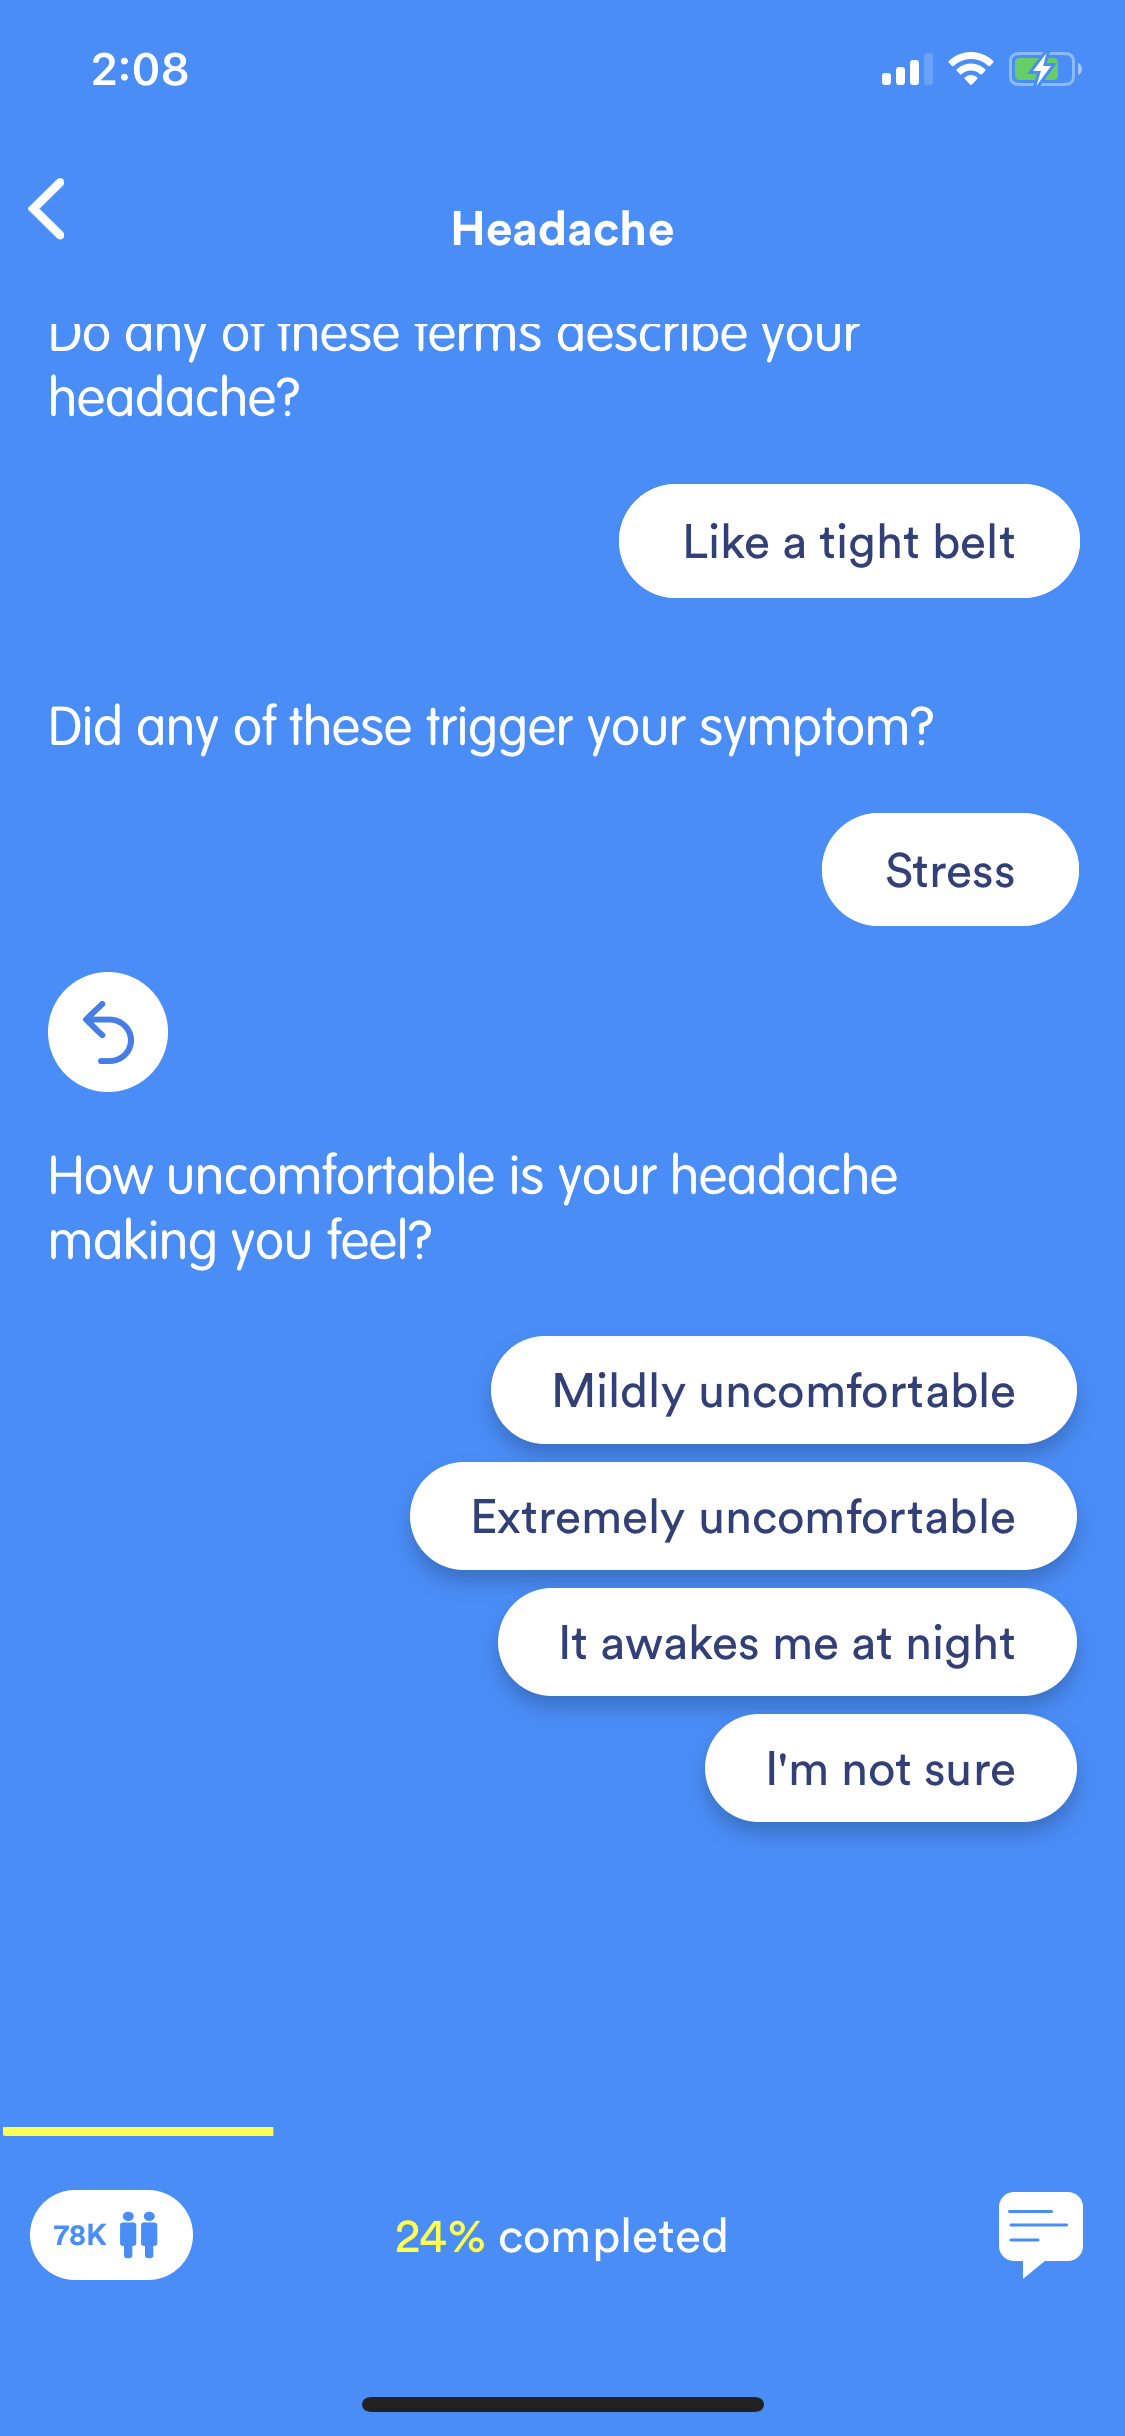 2:08
Headache
Do any of these terms describe your
headache?
Like a tight belt
Did any of these trigger your symptom?
Stress
How uncomfortable is your headache
making you feel?
Mildly uncomfortable
Extremely uncomfortable
It awakes me at night
I'm not sure
78K
24% completed